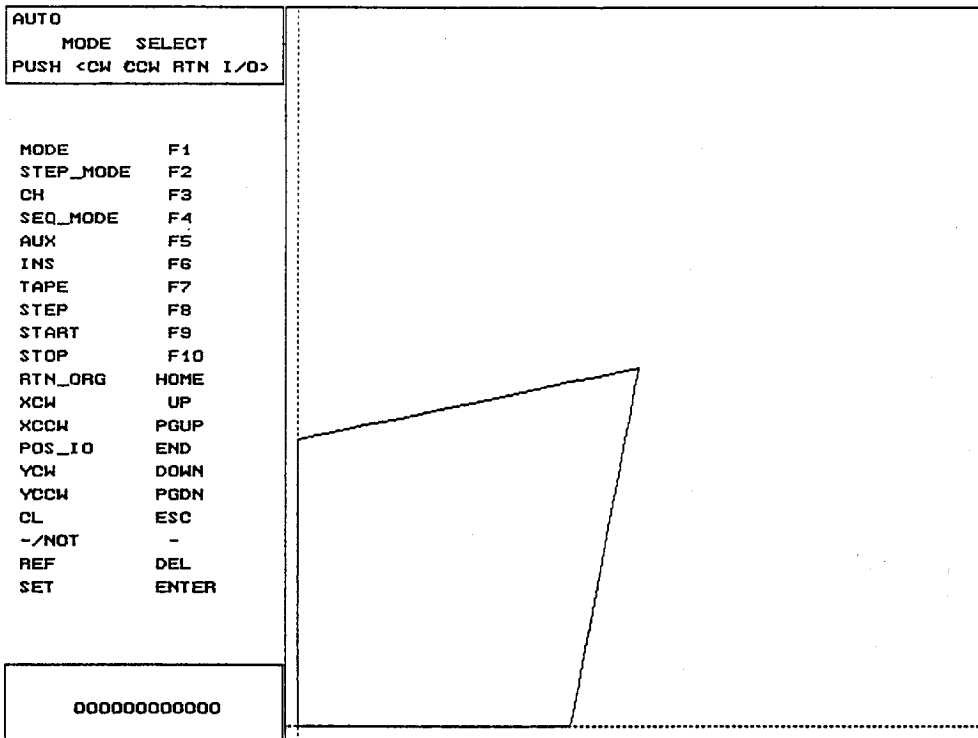 AUTO
MODE SELECT
PUSH <CW CCW RTN I/O>
MODE F1
STEP_MODE F2
CH F3
SEQ_MODE F4
AUX F5
INS F6
TAPE F7
STEP F8
START F9
STOP F10
RTN_ORG HOME
XCW UP
XCCW PGUP
POS_IO END
YCW DOWN
YCCW PGDN
CL ESC
-/NOT -
REF DEL
SET ENTER
000000000000